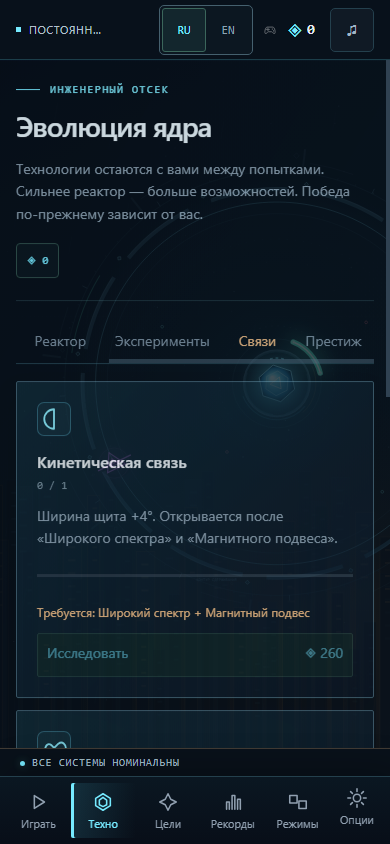 ПОСТОЯНН...
RU
EN
0
ИНЖЕНЕРНЫЙ ОТСЕК
Эволюция ядра
Технологии остаются с вами между попытками.
Сильнее реактор — больше возможностей. Победа
по-прежнему зависит от вас.
0
Реактор
Эксперименты
Связи
Престиж
Кинетическая связь
0 / 1
Ширина щита +4°. Открывается после
«Широкого спектра» и «Магнитного подвеса».
Требуется: Широкий спектр + Магнитный подвес
Исследовать
260
ВСЕ СИСТЕМЫ НОМИНАЛЬНЫ
Играть
Техно
Цели
Рекорды
Режимы
Опции